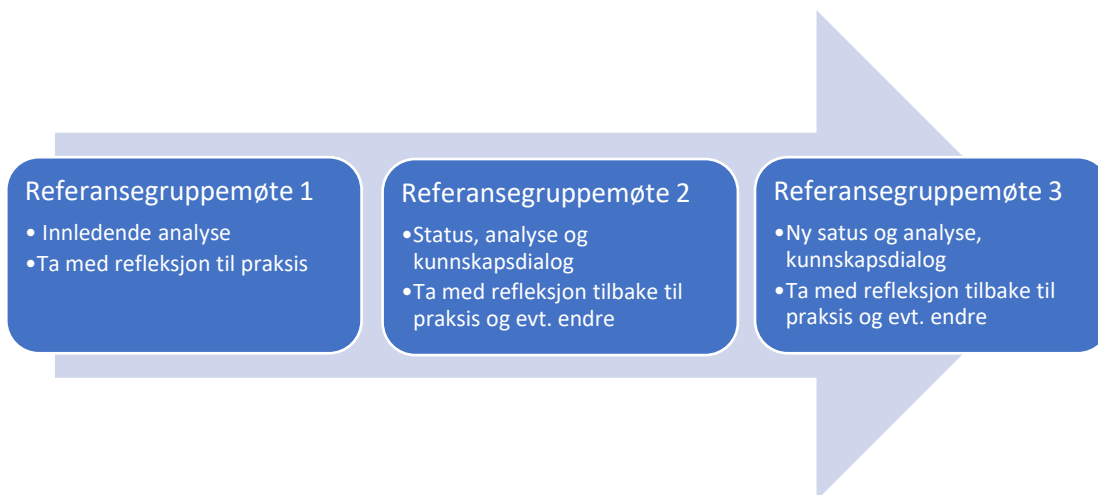 Referansegruppemøte 1
• Innledende analyse
•Ta med refleksjon til praksis
Referansegruppemøte 2
•Status, analyse og
kunnskapsdialog
•Ta med refleksjon tilbake til
praksis og evt. endre
Referansegruppemøte 3
•Ny satus og analyse,
kunnskapsdialog
•Ta med refleksjon tilbake til
praksis og evt. endre